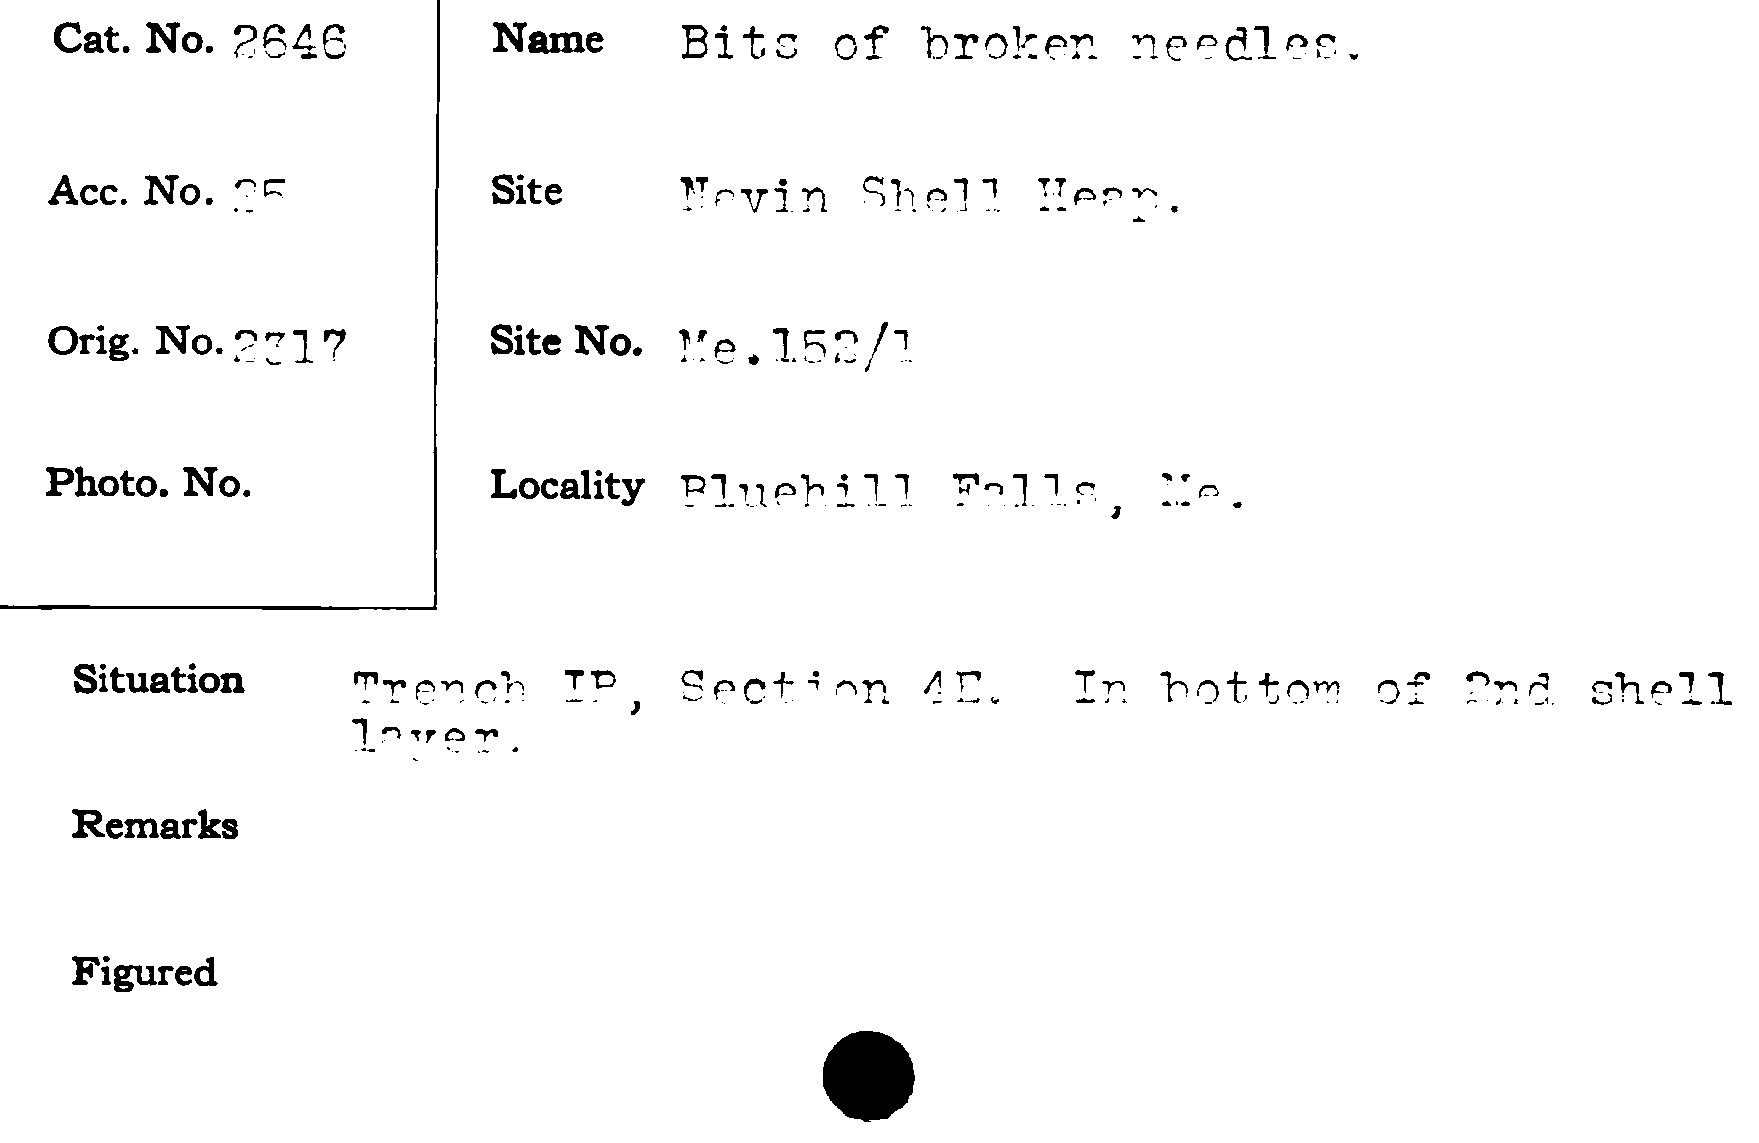 Cat. No. 2646
Name Bits of broken needles.
Acc. No. 25
Site Nevin Shell Heap.
Orig. No. 2317
Site No. Me.152/1
Photo. No.
Locality Bluehill Falls, Me.
Situation Trench IP, Section 4E. In bottom of 2nd shell
layer.
Remarks
Figured